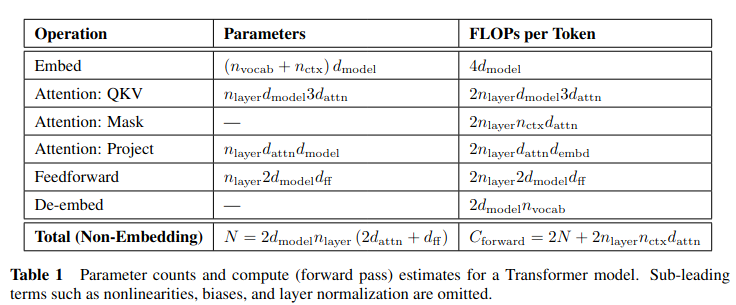 Operation Parameters FLOPs per Token
Embed (n_vocab + n_ctx) d_model 4d_model
Attention: QKV n_layer d_model 3d_attn 2n_layer d_model 3d_attn
Attention: Mask — 2n_layer n_ctx d_attn
Attention: Project n_layer d_attn d_model 2n_layer d_attn d_embd
Feedforward n_layer 2d_model d_ff 2n_layer 2d_model d_ff
De-embed — 2d_model n_vocab
Total (Non-Embedding) N = 2d_model n_layer (2d_attn + d_ff) C_forward = 2N + 2n_layer n_ctx d_attn
Table 1 Parameter counts and compute (forward pass) estimates for a Transformer model. Sub-leading
terms such as nonlinearities, biases, and layer normalization are omitted.